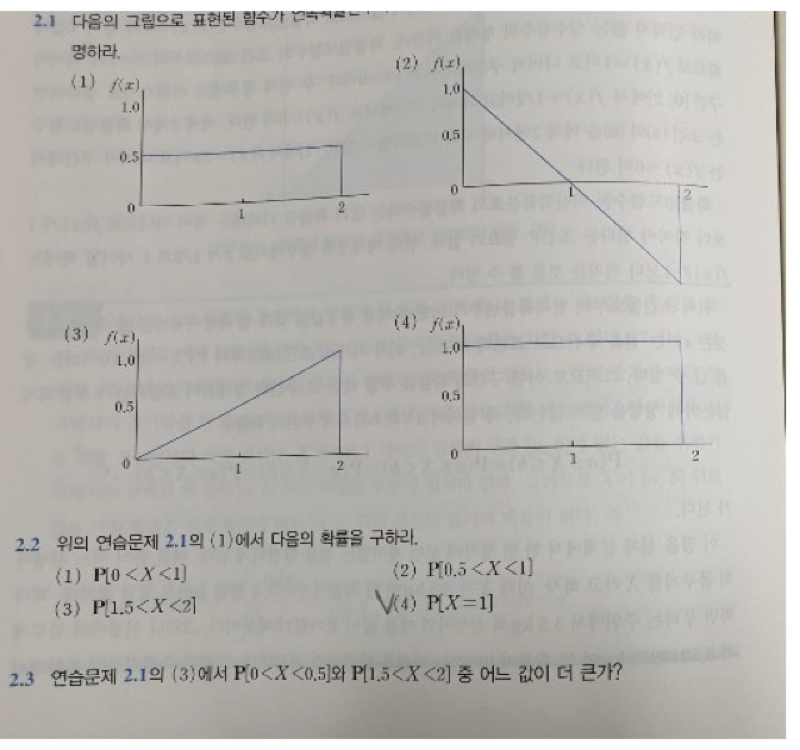 2.1 다음의 그림으로 표현된 함수가
명하라.
(1) f(x)
1.0
0.5
0
1
2
(2) f(x)
1.0
0.5
0
1
2
(3) f(x)
1.0
0.5
0
1
2
(4) f(x)
1.0
0.5
0
1
2
2.2 위의 연습문제 2.1의 (1)에서 다음의 확률을 구하라.
(1) P[0<X<1]
(2) P[0.5<X<1]
(3) P[1.5<X<2]
(4) P[X=1]
2.3 연습문제 2.1의 (3)에서 P[0<X<0.5]와 P[1.5<X<2] 중 어느 값이 더 큰가?